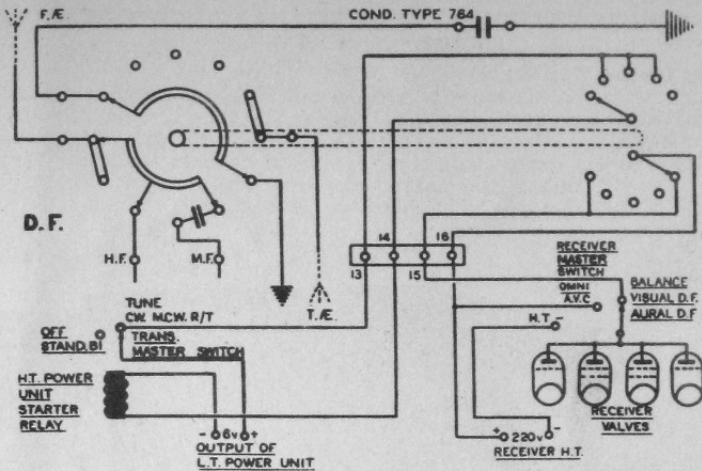 F.Æ.
COND. TYPE 764
D.F.
H.F.
M.F.
T.Æ.
14
16
13
15
RECEIVER
MASTER
SWITCH
OMNI
A.V.C
BALANCE
VISUAL D.F.
AURAL D.F
H.T. -
TUNE
CW. MCW. R/T
OFF
STAND. BI
TRANS.
MASTER SWITCH
H.T. POWER
UNIT
STARTER
RELAY
- 6v +
OUTPUT OF
L.T. POWER UNIT
+ 220v -
RECEIVER H.T.
RECEIVER
VALVES